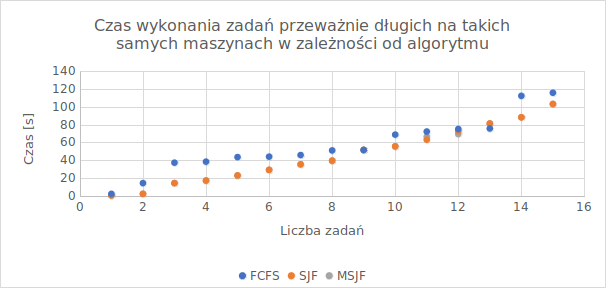 Czas wykonania zadań przeważnie długich na takich
samych maszynach w zależności od algorytmu
140
120
100
80
60
40
20
0
Czas [s]
0 2 4 6 8 10 12 14 16
Liczba zadań
FCFS SJF MSJF